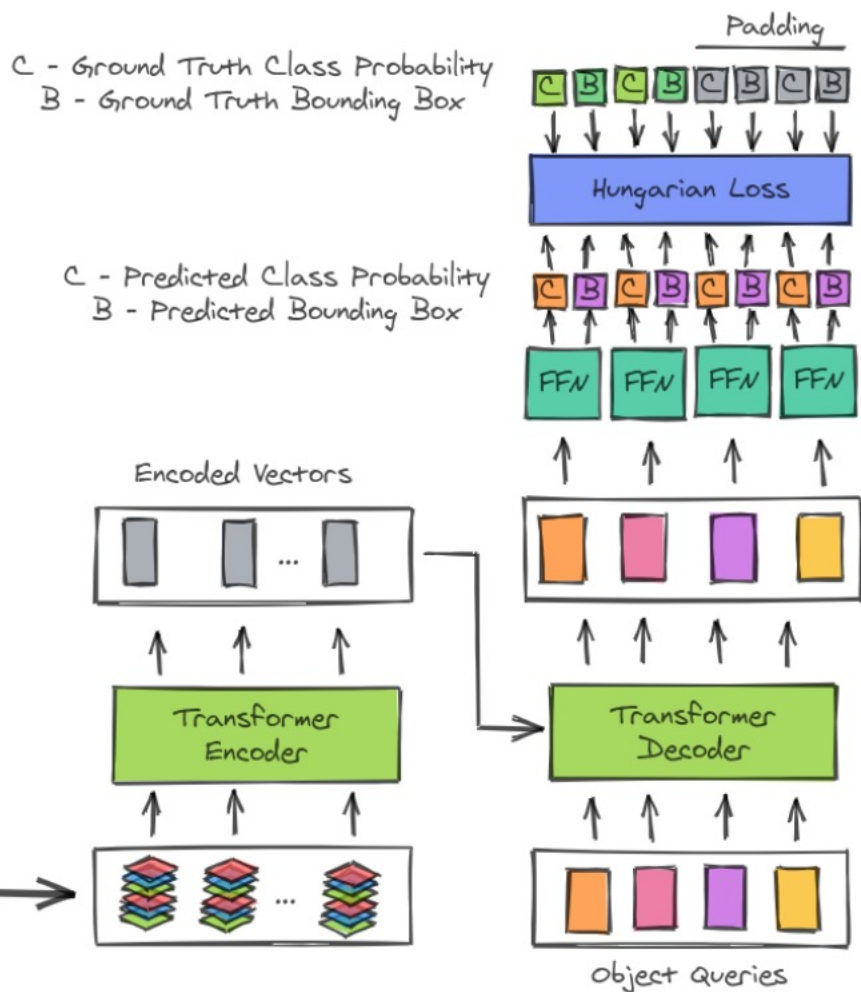 Padding
C - Ground Truth Class Probability
B - Ground Truth Bounding Box
C B C B C B C B
Hungarian Loss
C - Predicted Class Probability
B - Predicted Bounding Box
C B C B C B C B
FFN FFN FFN FFN
Encoded Vectors
...
Transformer
Encoder
Transformer
Decoder
...
Object Queries